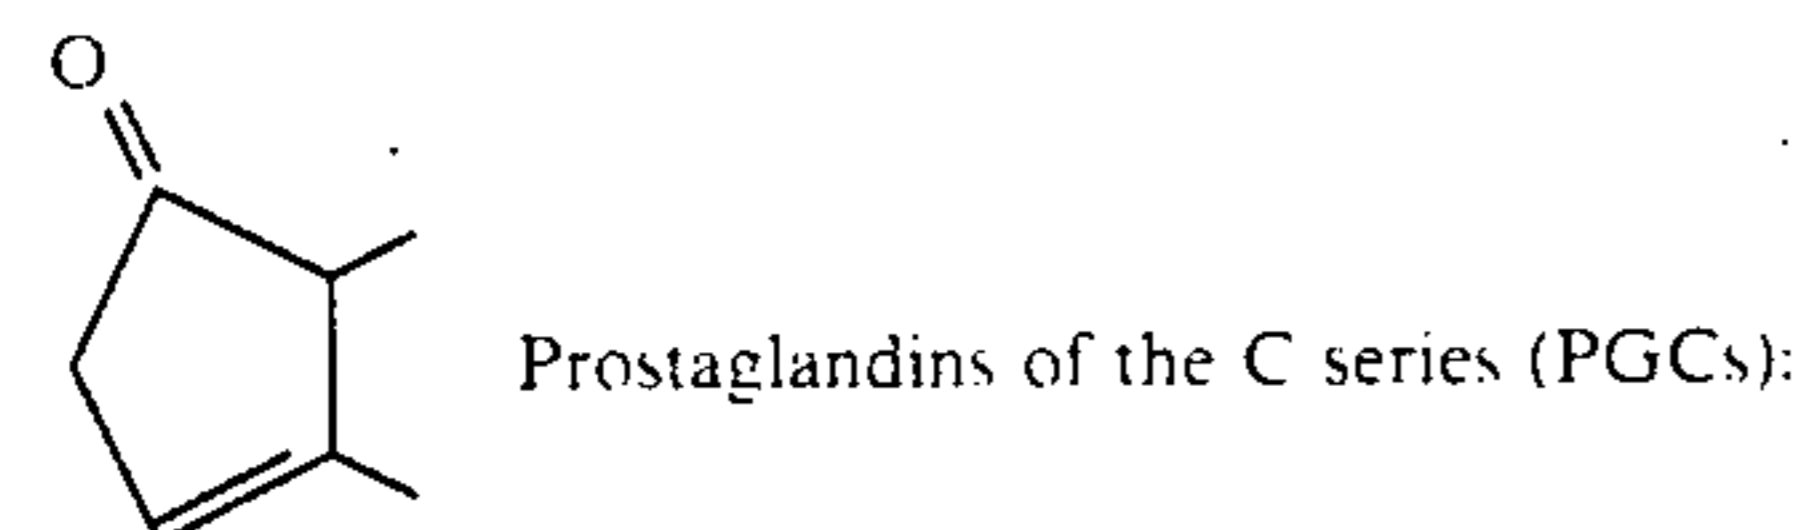 O
Prostaglandins of the C series (PGCs):